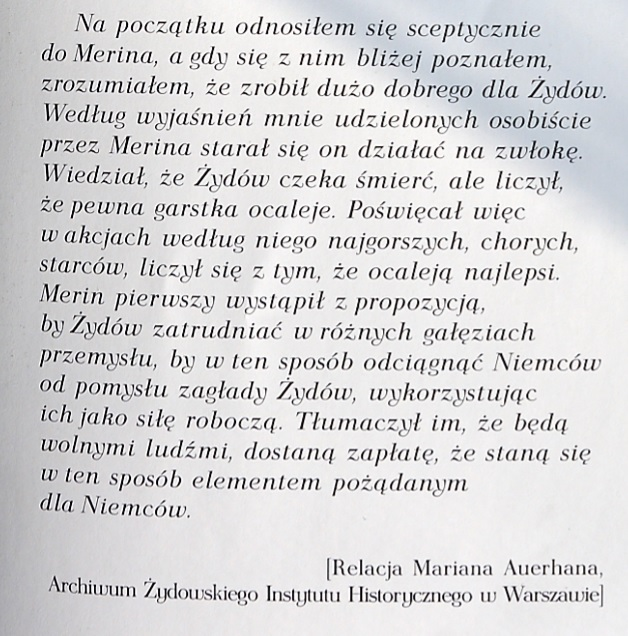 Na początku odnosiłem się sceptycznie
do Merina, a gdy się z nim bliżej poznałem,
zrozumiałem, że zrobił dużo dobrego dla Żydów.
Według wyjaśnień mnie udzielonych osobiście
przez Merina starał się on działać na zwłokę.
Wiedział, że Żydów czeka śmierć, ale liczył,
że pewna garstka ocaleje. Poświęcał więc
w akcjach według niego najgorszych, chorych,
starców, liczył się z tym, że ocaleją najlepsi.
Merin pierwszy wystąpił z propozycją,
by Żydów zatrudniać w różnych gałęziach
przemysłu, by w ten sposób odciągnąć Niemców
od pomysłu zagłady Żydów, wykorzystując
ich jako siłę roboczą. Tłumaczył im, że będą
wolnymi ludźmi, dostaną zapłatę, że staną się
w ten sposób elementem pożądanym
dla Niemców.
[Relacja Mariana Auerhana,
Archiwum Żydowskiego Instytutu Historycznego w Warszawie]